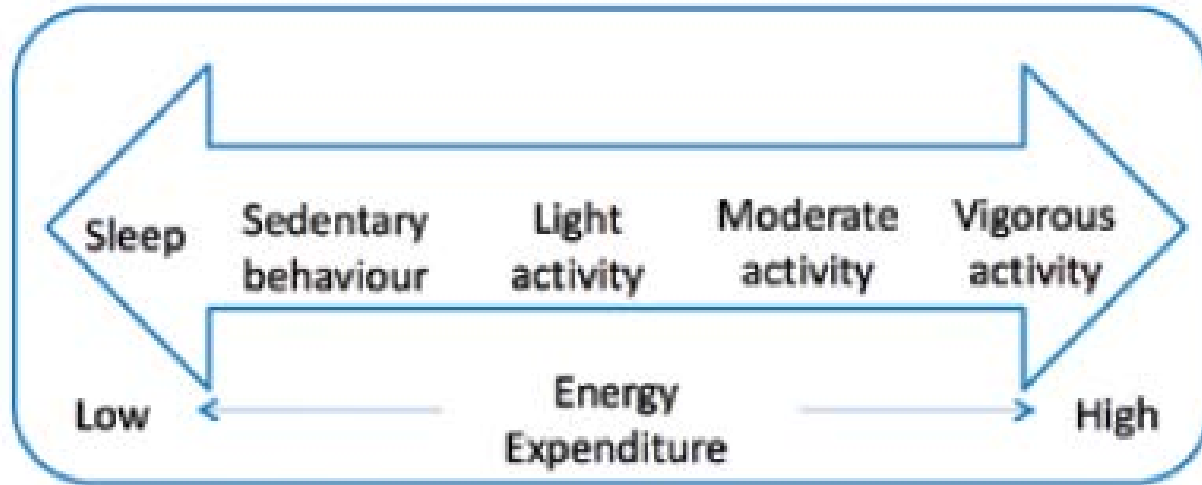 Sleep
Sedentary
behaviour
Light
activity
Moderate
activity
Vigorous
activity
Low
Energy
Expenditure
High